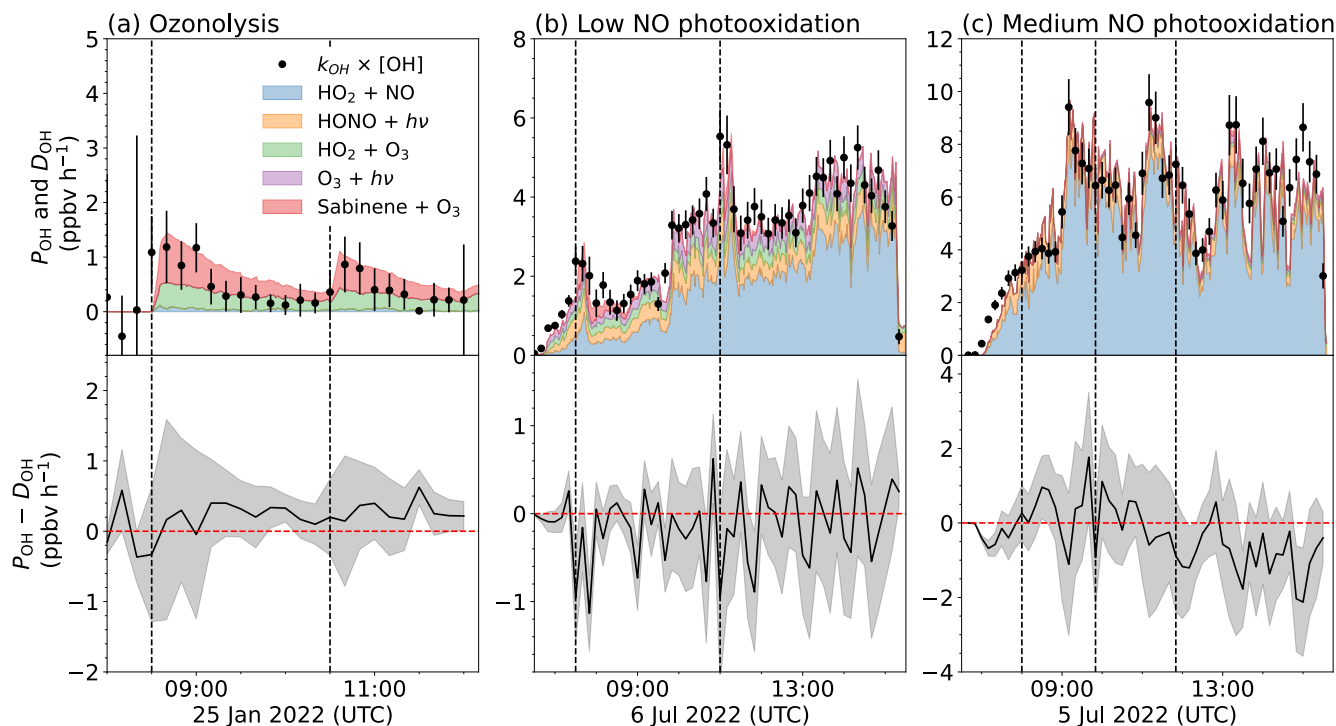 (a) Ozonolysis
(b) Low NO photooxidation
(c) Medium NO photooxidation
P_OH and D_OH
(ppbv h⁻¹)
5
4
3
2
1
0
k_OH × [OH]
HO₂ + NO
HONO + hν
HO₂ + O₃
O₃ + hν
Sabinene + O₃
8
6
4
2
0
12
10
8
6
4
2
0
P_OH − D_OH
(ppbv h⁻¹)
2
1
0
−1
−2
1
0
−1
4
2
0
−2
−4
09:00
11:00
25 Jan 2022 (UTC)
09:00
13:00
6 Jul 2022 (UTC)
09:00
13:00
5 Jul 2022 (UTC)